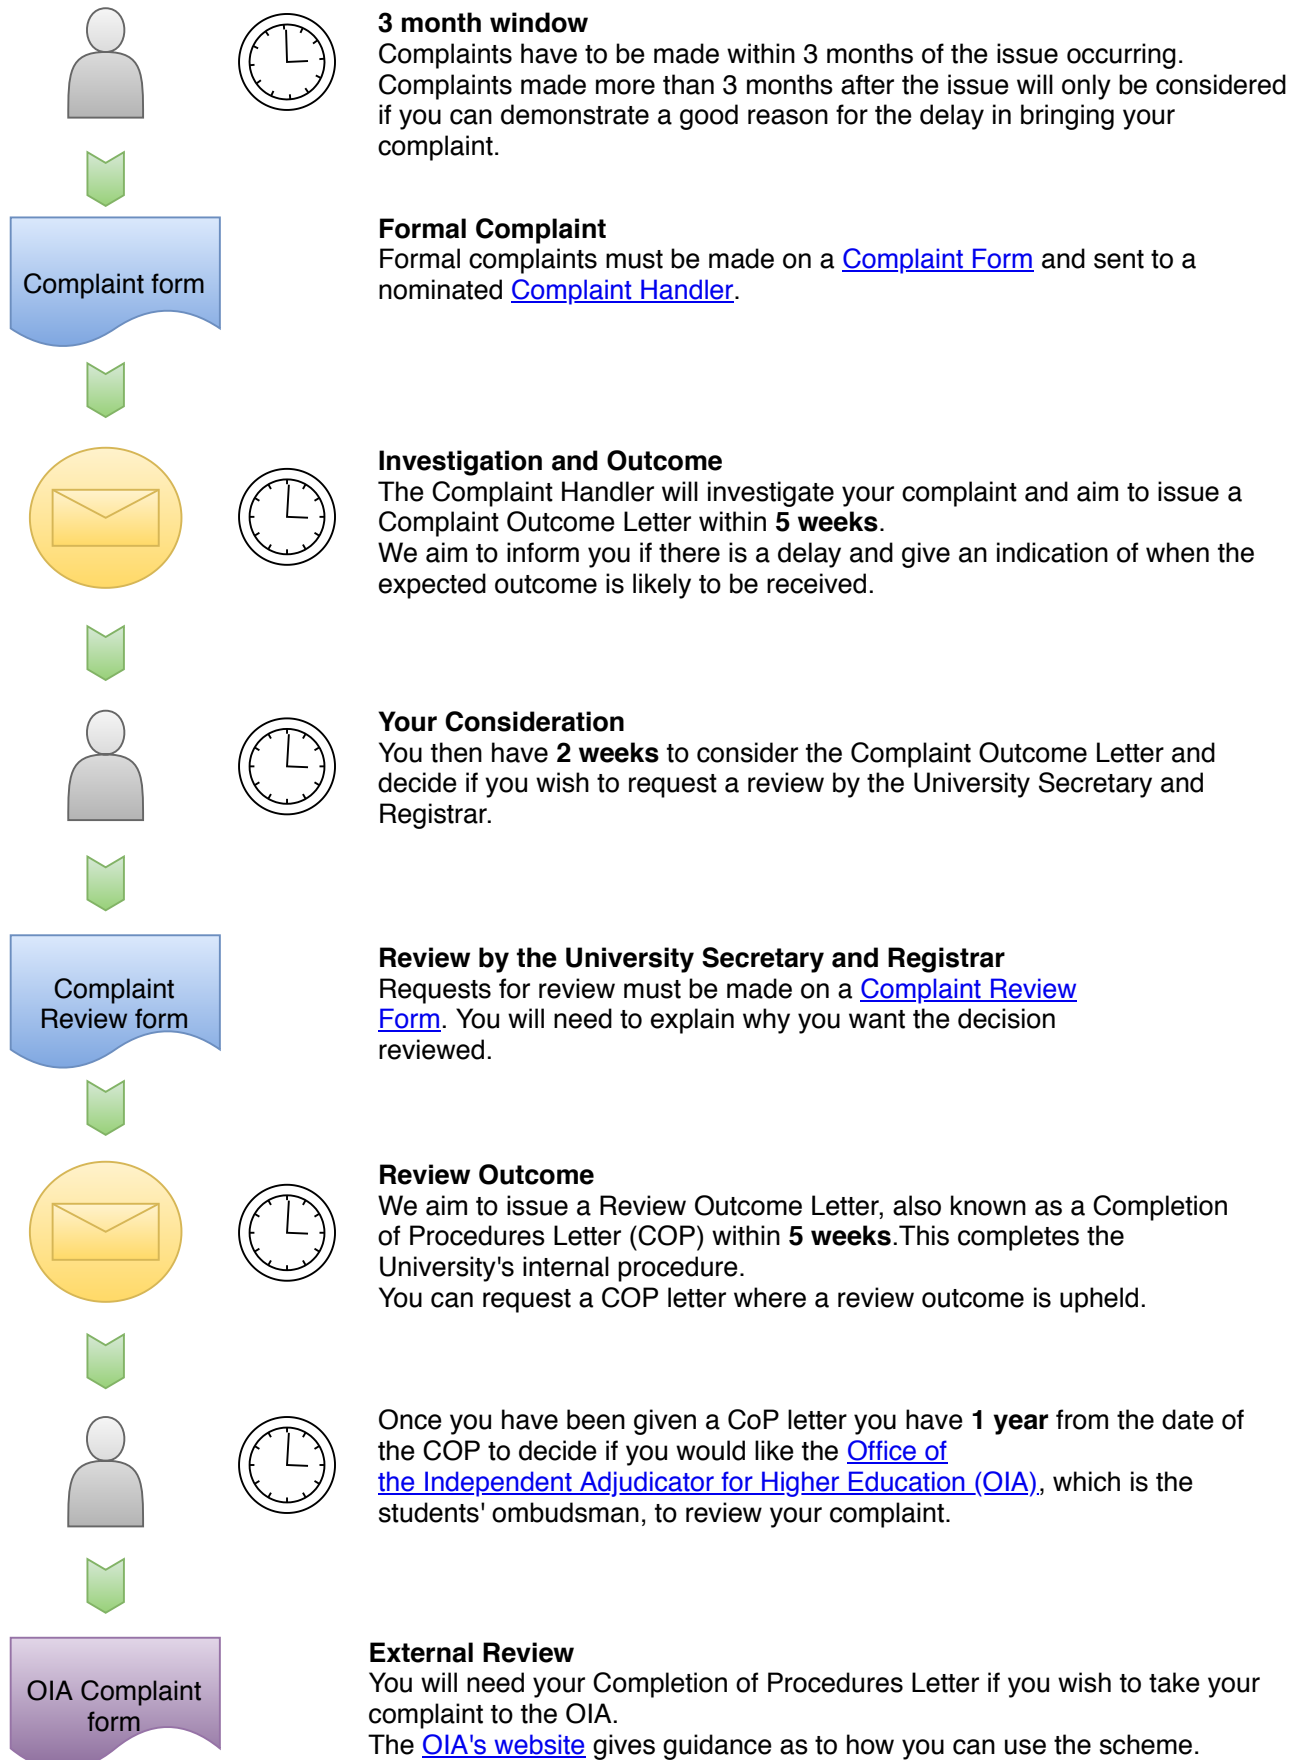 3 month window
Complaints have to be made within 3 months of the issue occurring.
Complaints made more than 3 months after the issue will only be considered
if you can demonstrate a good reason for the delay in bringing your
complaint.
Complaint form
Formal Complaint
Formal complaints must be made on a Complaint Form and sent to a
nominated Complaint Handler.
Investigation and Outcome
The Complaint Handler will investigate your complaint and aim to issue a
Complaint Outcome Letter within 5 weeks.
We aim to inform you if there is a delay and give an indication of when the
expected outcome is likely to be received.
Your Consideration
You then have 2 weeks to consider the Complaint Outcome Letter and
decide if you wish to request a review by the University Secretary and
Registrar.
Complaint
Review form
Review by the University Secretary and Registrar
Requests for review must be made on a Complaint Review
Form. You will need to explain why you want the decision
reviewed.
Review Outcome
We aim to issue a Review Outcome Letter, also known as a Completion
of Procedures Letter (COP) within 5 weeks.This completes the
University's internal procedure.
You can request a COP letter where a review outcome is upheld.
Once you have been given a CoP letter you have 1 year from the date of
the COP to decide if you would like the Office of
the Independent Adjudicator for Higher Education (OIA), which is the
students' ombudsman, to review your complaint.
OIA Complaint
form
External Review
You will need your Completion of Procedures Letter if you wish to take your
complaint to the OIA.
The OIA's website gives guidance as to how you can use the scheme.